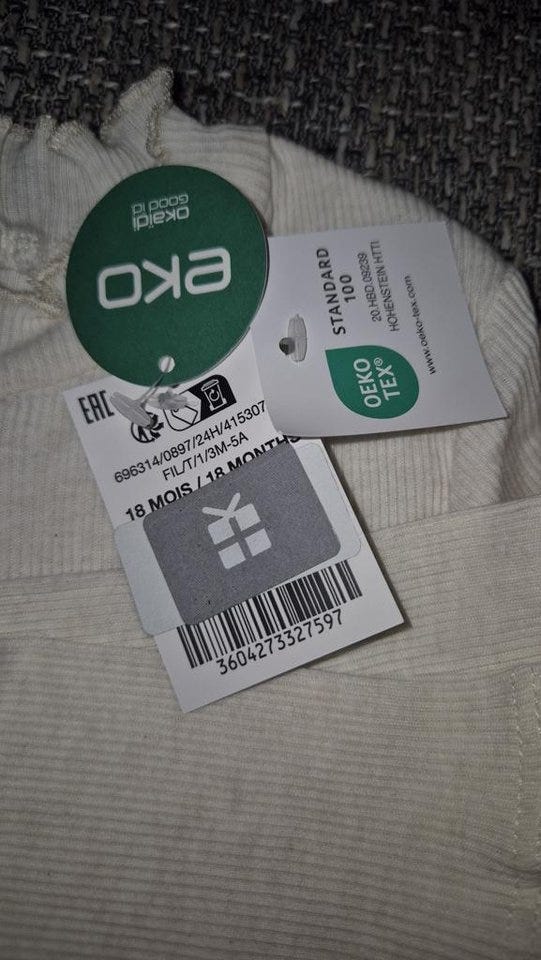 okaïdi
Good id.
eko
STANDARD
100
20.HBD.09239
HOHENSTEIN HTTI
OEKO
TEX®
www.oeko-tex.com
EAC
696314/0897/24H/415307
FIL/T/1/3M-5A
18 MOIS / 18 MONTHS
3604273327597